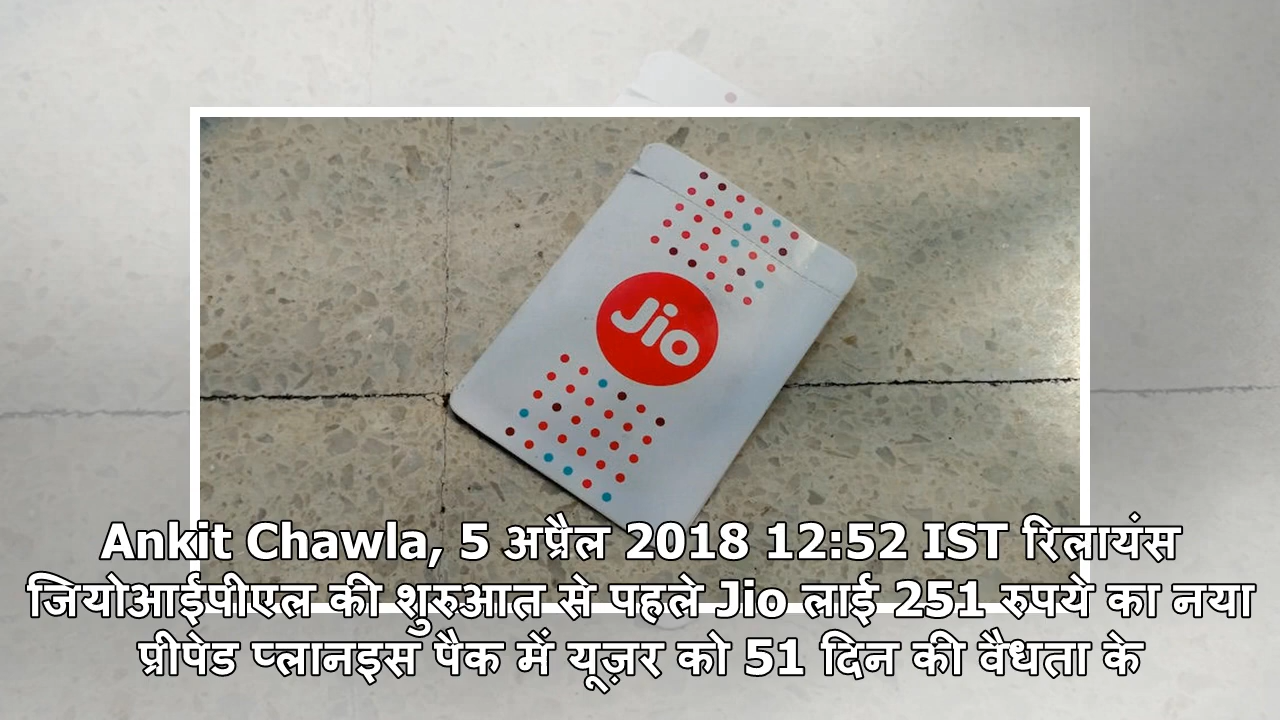 Jio
Ankit Chawla, 5 अप्रैल 2018 12:52 IST रिलायंस
जियोआईपीएल की शुरुआत से पहले Jio लाई 251 रुपये का नया
प्रीपेड प्लानइस पैक में यूज़र को 51 दिन की वैधता के